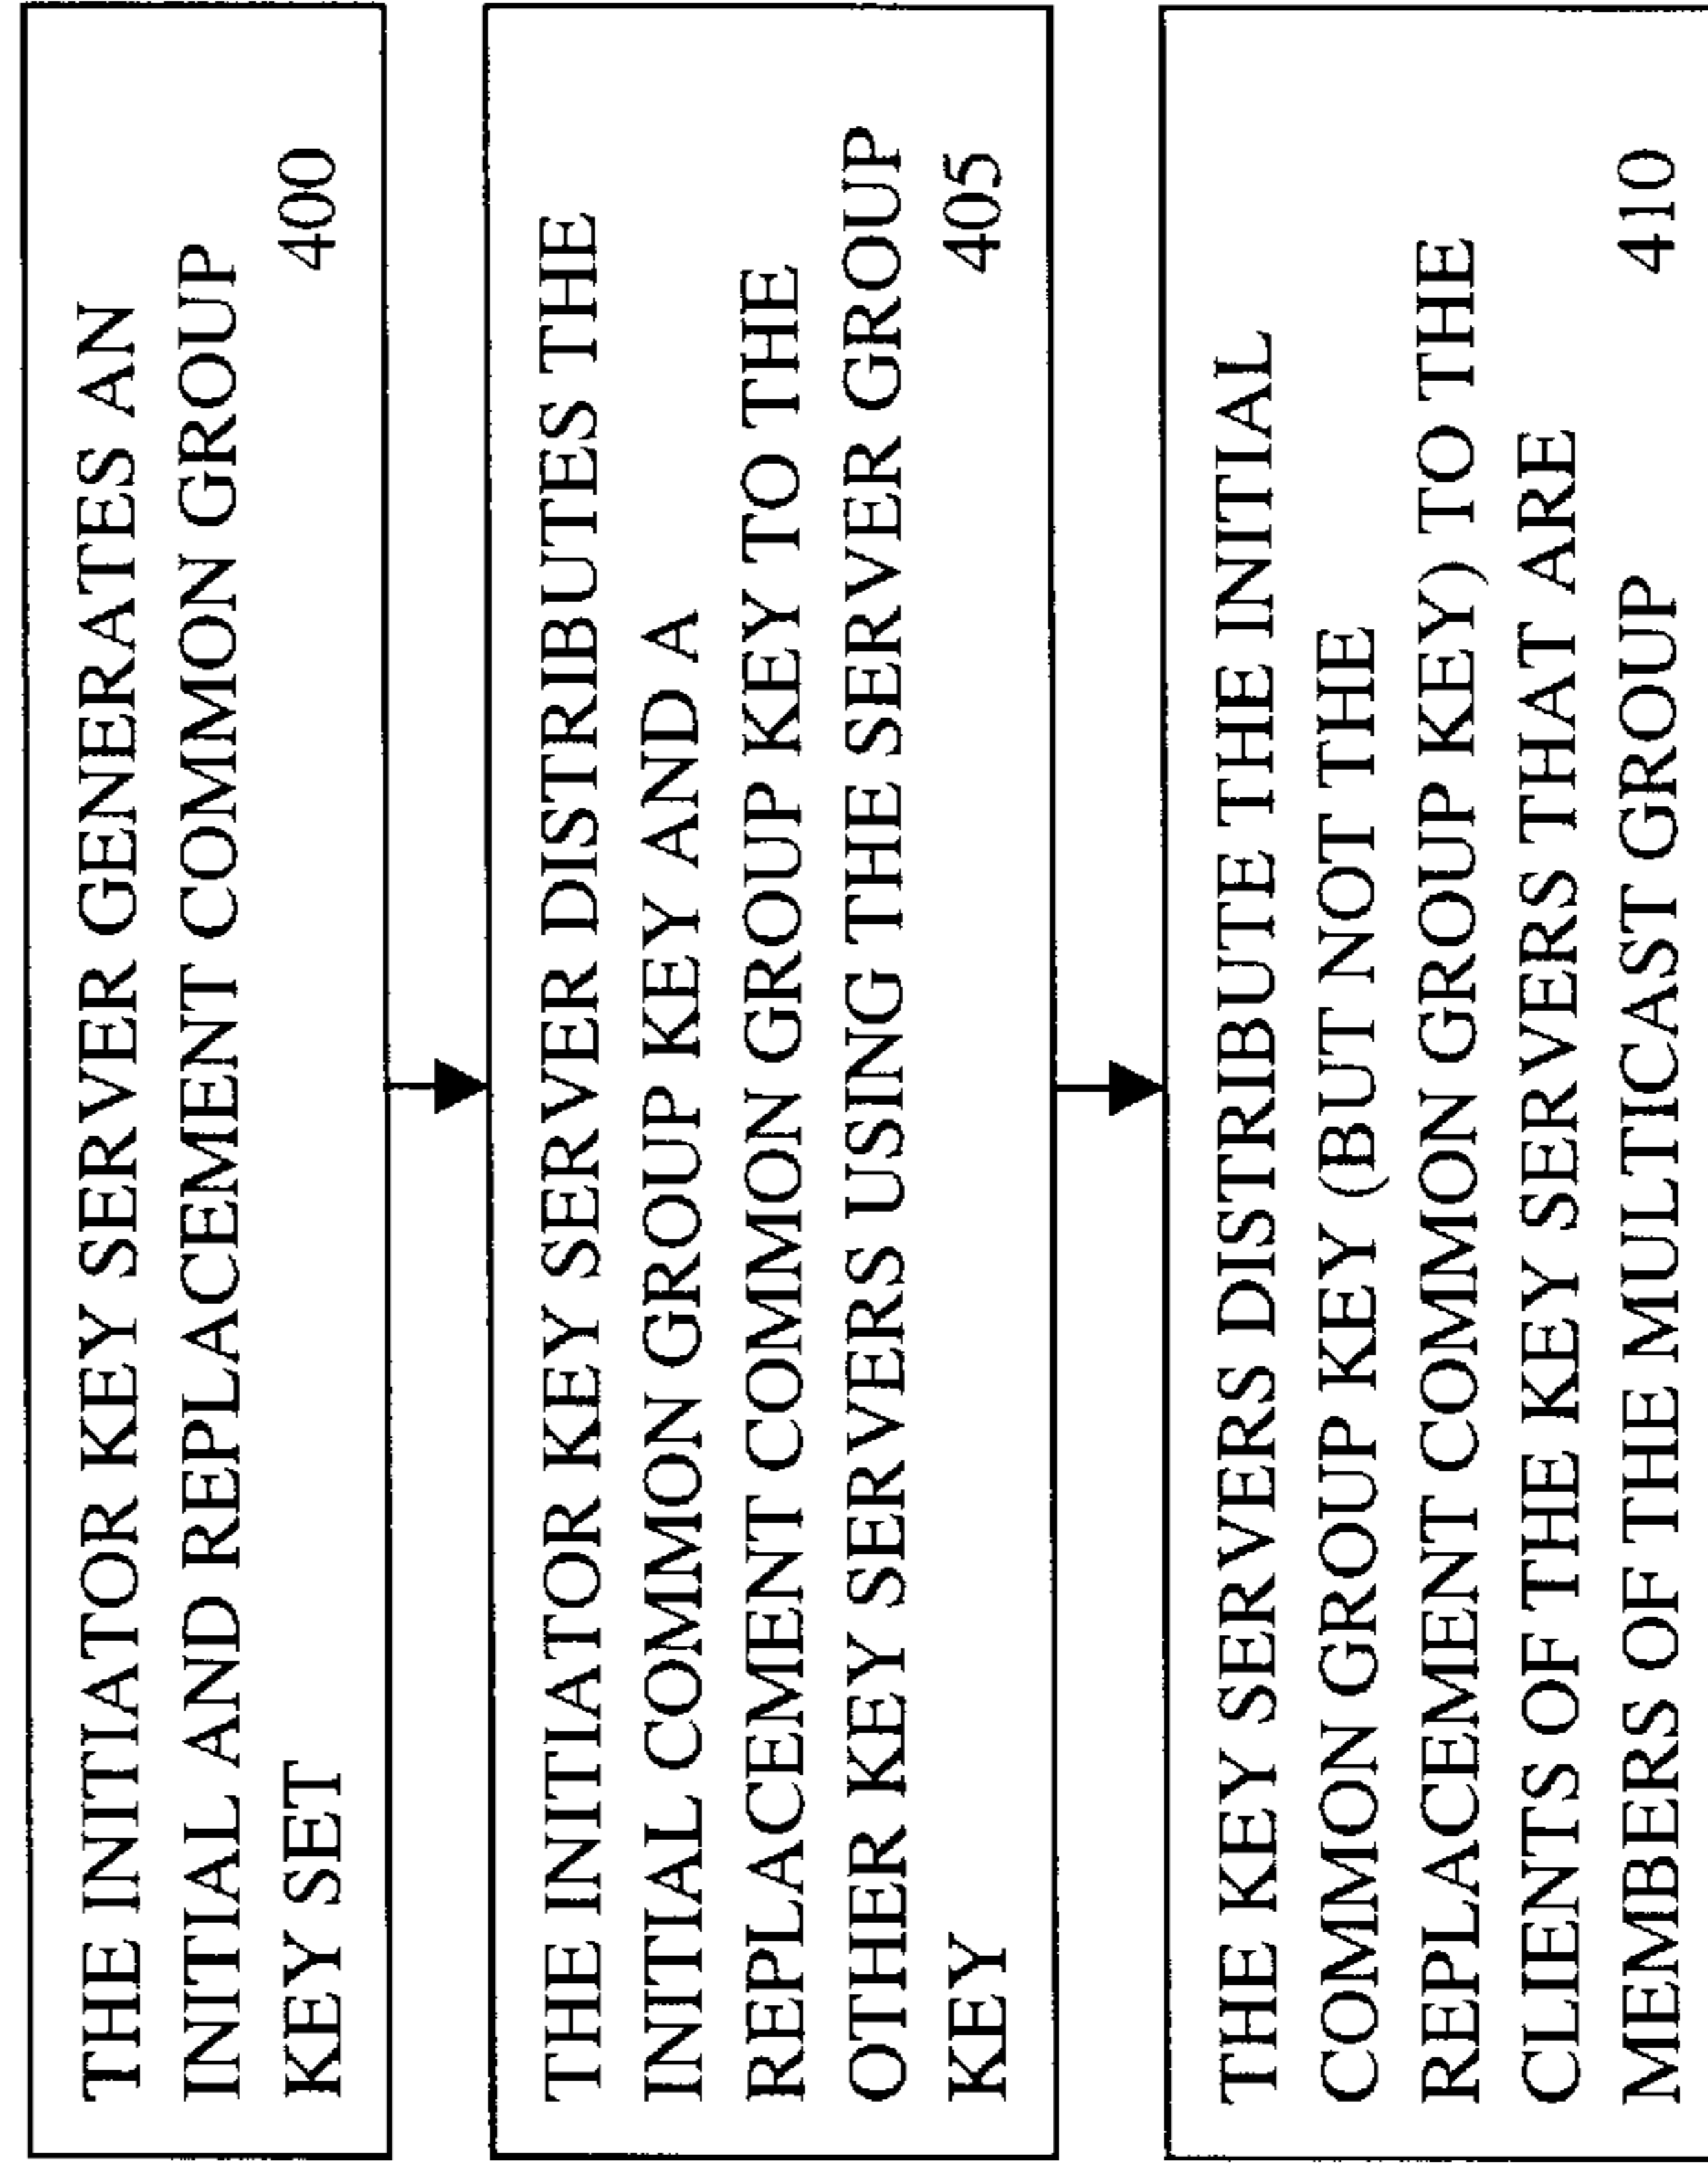 THE INITIATOR KEY SERVER GENERATES AN
INITIAL AND REPLACEMENT COMMON GROUP
KEY SET 400
THE INITIATOR KEY SERVER DISTRIBUTES THE
INITIAL COMMON GROUP KEY AND A
REPLACEMENT COMMON GROUP KEY TO THE
OTHER KEY SERVERS USING THE SERVER GROUP
KEY 405
THE KEY SERVERS DISTRIBUTE THE INITIAL
COMMON GROUP KEY (BUT NOT THE
REPLACEMENT COMMON GROUP KEY) TO THE
CLIENTS OF THE KEY SERVERS THAT ARE
MEMBERS OF THE MULTICAST GROUP 410